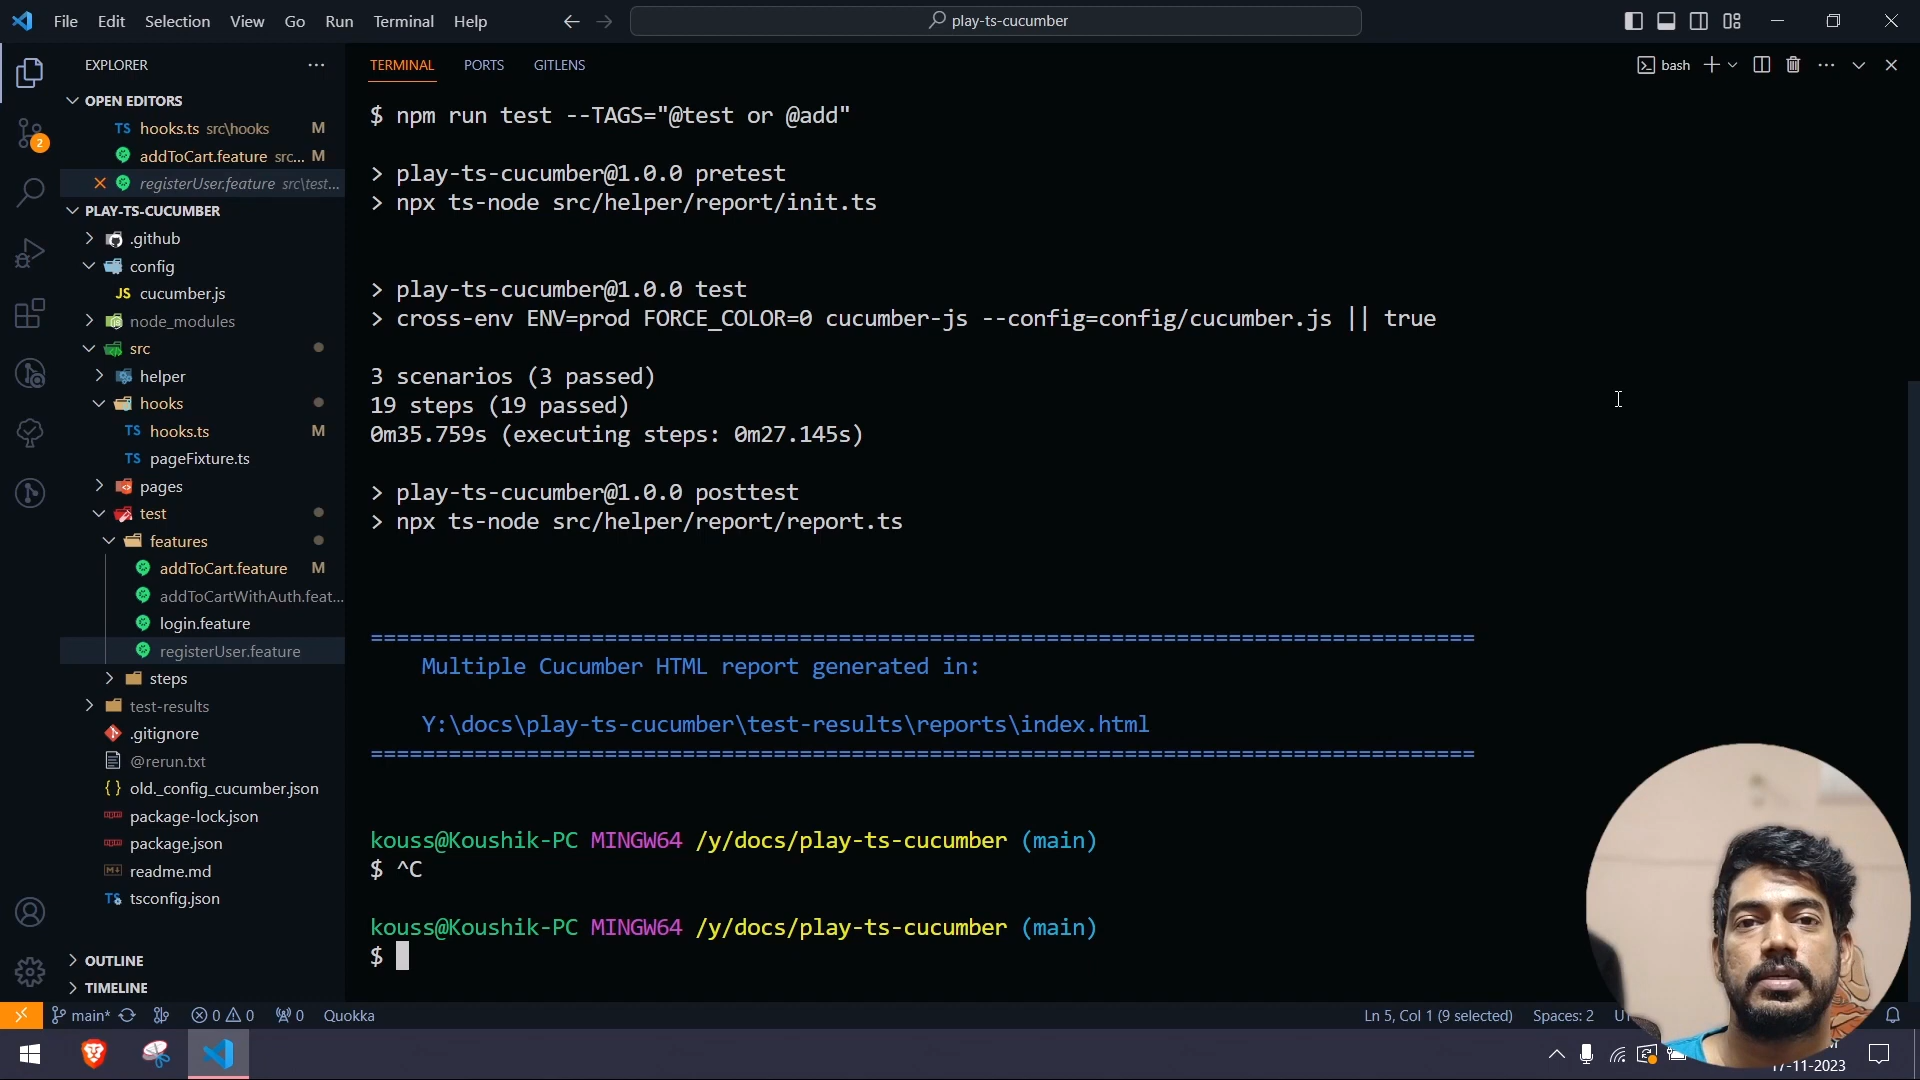 File Edit Selection View Go Run Terminal Help
play-ts-cucumber
EXPLORER
OPEN EDITORS
TS hooks.ts src\hooks M
addToCart.feature src... M
registerUser.feature src\test...
PLAY-TS-CUCUMBER
.github
config
JS cucumber.js
node_modules
src
helper
hooks
TS hooks.ts M
TS pageFixture.ts
pages
test
features
addToCart.feature M
addToCartWithAuth.feat...
login.feature
registerUser.feature
steps
test-results
.gitignore
@rerun.txt
{} old._config_cucumber.json
package-lock.json
package.json
readme.md
tsconfig.json
OUTLINE
TIMELINE
2
TERMINAL PORTS GITLENS
bash
$ npm run test --TAGS="@test or @add"
> play-ts-cucumber@1.0.0 pretest
> npx ts-node src/helper/report/init.ts
> play-ts-cucumber@1.0.0 test
> cross-env ENV=prod FORCE_COLOR=0 cucumber-js --config=config/cucumber.js || true
3 scenarios (3 passed)
19 steps (19 passed)
0m35.759s (executing steps: 0m27.145s)
> play-ts-cucumber@1.0.0 posttest
> npx ts-node src/helper/report/report.ts
=====================================================================================
Multiple Cucumber HTML report generated in:
Y:\docs\play-ts-cucumber\test-results\reports\index.html
=====================================================================================
kouss@Koushik-PC MINGW64 /y/docs/play-ts-cucumber (main)
$ ^C
kouss@Koushik-PC MINGW64 /y/docs/play-ts-cucumber (main)
$
main* 0 0 0 Quokka
Ln 5, Col 1 (9 selected) Spaces: 2
17-11-2023